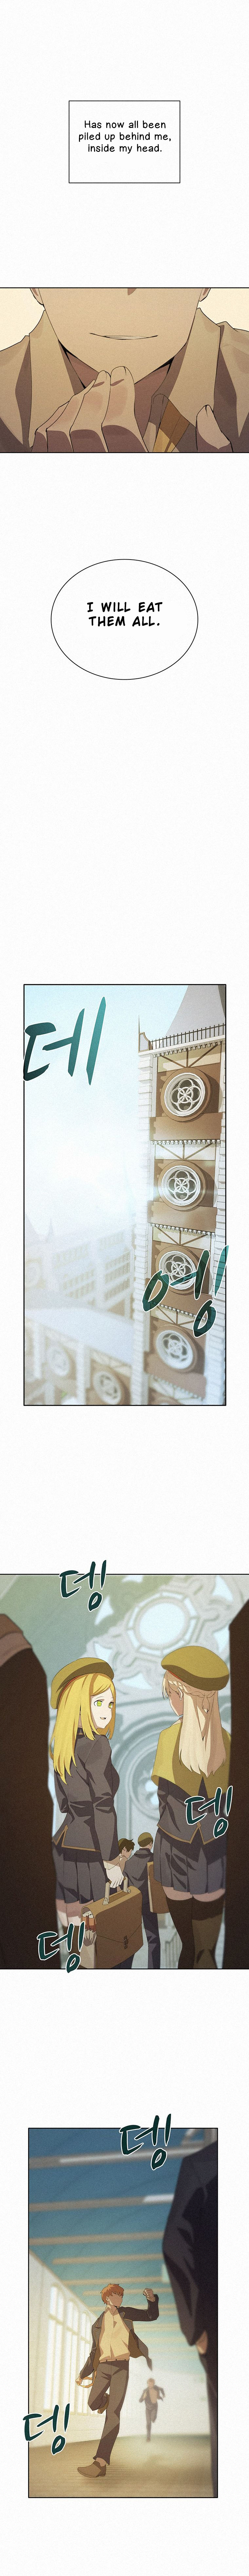 Has now all been
piled up behind me,
inside my head.
I WILL EAT
THEM ALL.
데
에엥
뎅
뎅
뎅
뎅
뎅